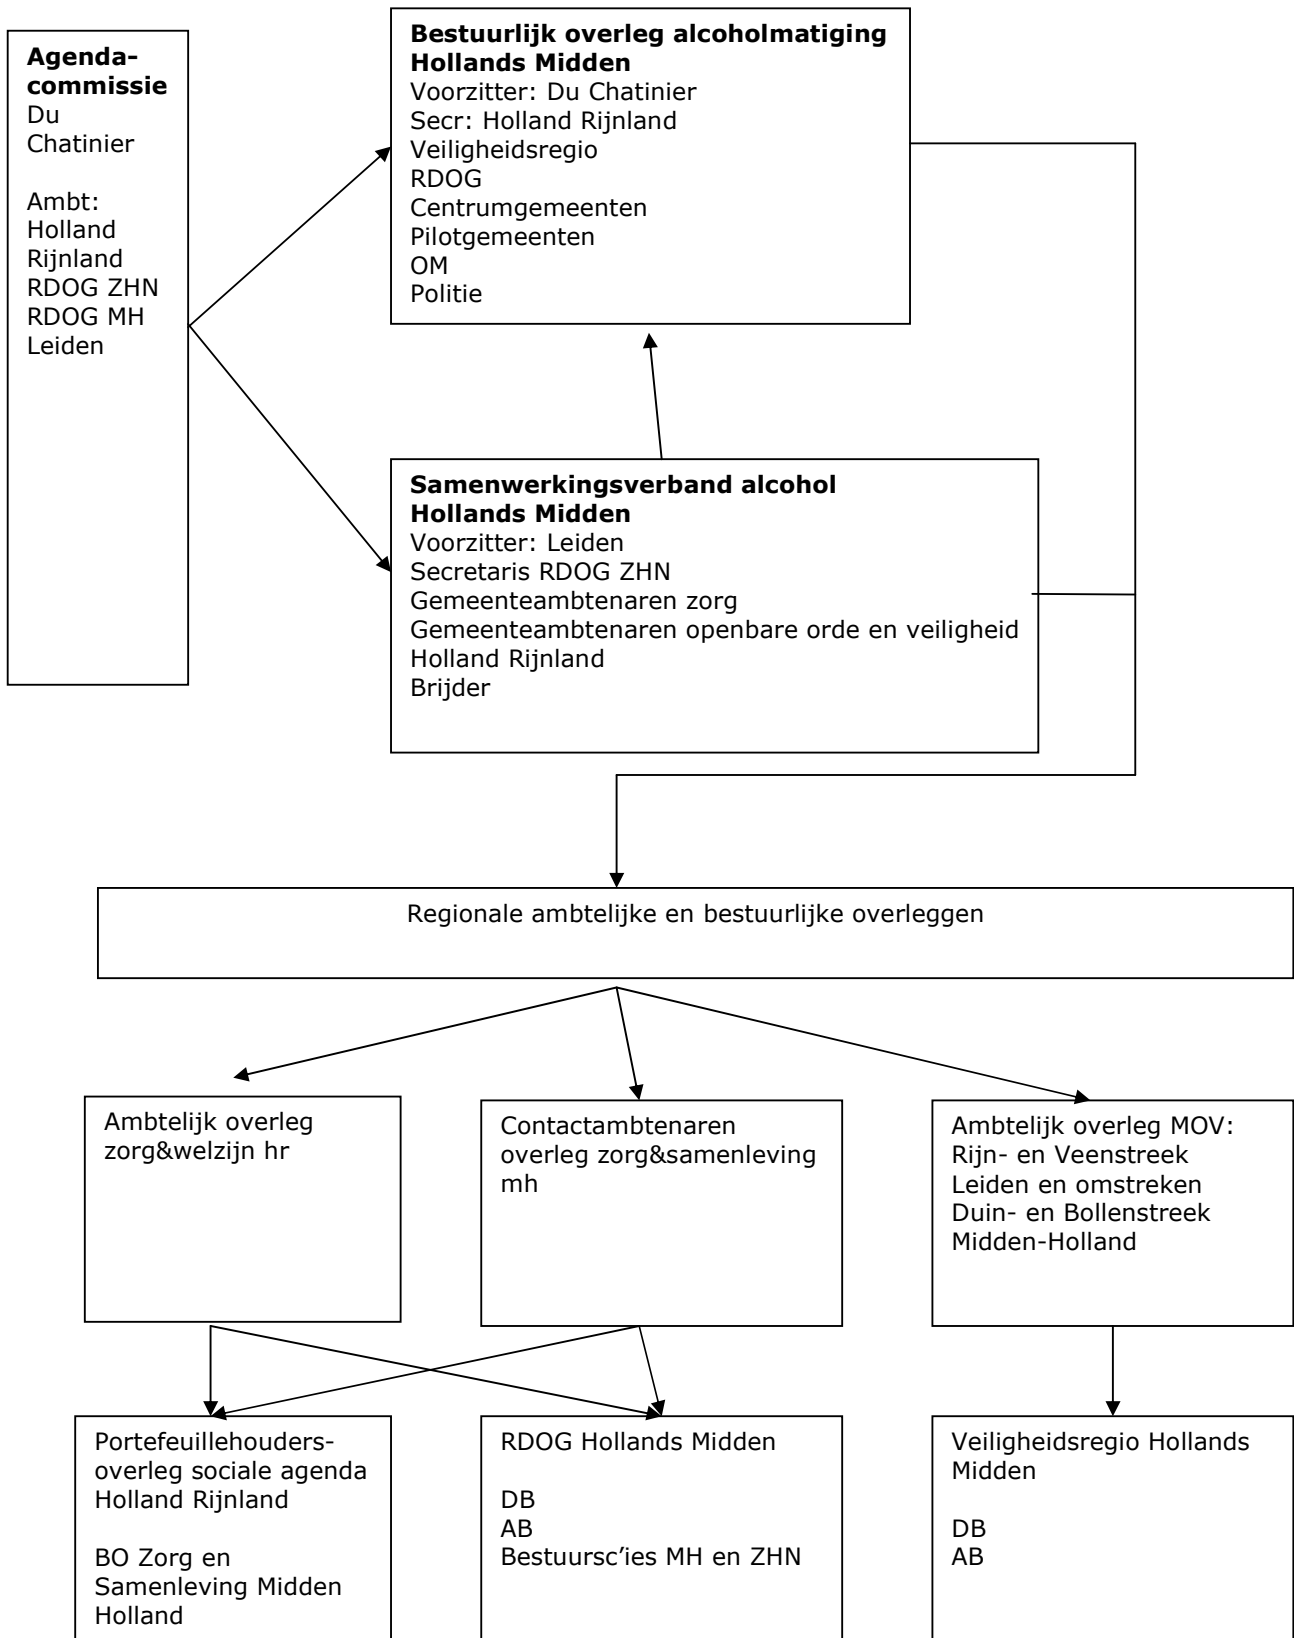 Agenda-
commissie
Du
Chatinier
Ambt:
Holland
Rijnland
RDOG ZHN
RDOG MH
Leiden
Bestuurlijk overleg alcoholmatiging
Hollands Midden
Voorzitter: Du Chatinier
Secr: Holland Rijnland
Veiligheidsregio
RDOG
Centrumgemeenten
Pilotgemeenten
OM
Politie
Samenwerkingsverband alcohol
Hollands Midden
Voorzitter: Leiden
Secretaris RDOG ZHN
Gemeenteambtenaren zorg
Gemeenteambtenaren openbare orde en veiligheid
Holland Rijnland
Brijder
Regionale ambtelijke en bestuurlijke overleggen
Ambtelijk overleg
zorg&welzijn hr
Contactambtenaren
overleg zorg&samenleving
mh
Ambtelijk overleg MOV:
Rijn- en Veenstreek
Leiden en omstreken
Duin- en Bollenstreek
Midden-Holland
Portefeuillehouders-
overleg sociale agenda
Holland Rijnland
BO Zorg en
Samenleving Midden
Holland
RDOG Hollands Midden
DB
AB
Bestuursc’ies MH en ZHN
Veiligheidsregio Hollands
Midden
DB
AB